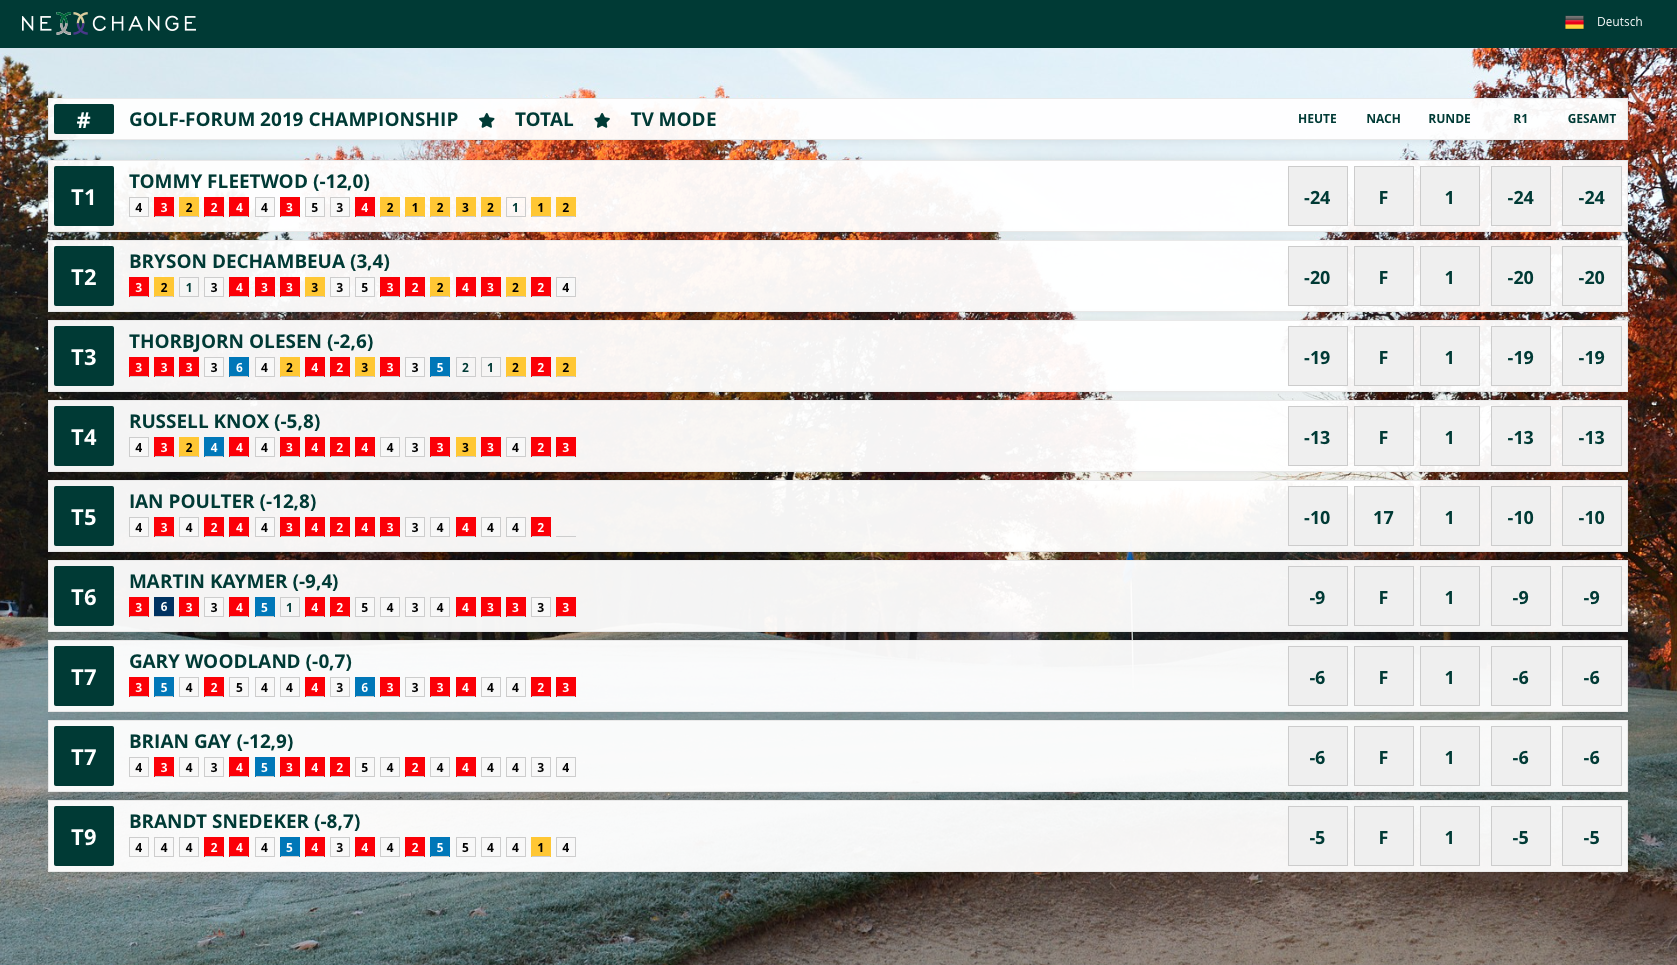 NEXXCHANGE
Deutsch
# GOLF-FORUM 2019 CHAMPIONSHIP ★ TOTAL ★ TV MODE HEUTE NACH RUNDE R1 GESAMT
T1 TOMMY FLEETWOD (-12,0) -24 F 1 -24 -24
4 3 2 2 4 4 3 5 3 4 2 1 2 3 2 1 1 2
T2 BRYSON DECHAMBEUA (3,4) -20 F 1 -20 -20
3 2 1 3 4 3 3 3 3 5 3 2 2 4 3 2 2 4
T3 THORBJORN OLESEN (-2,6) -19 F 1 -19 -19
3 3 3 3 6 4 2 4 2 3 3 3 5 2 1 2 2 2
T4 RUSSELL KNOX (-5,8) -13 F 1 -13 -13
4 3 2 4 4 4 3 4 2 4 4 3 3 3 3 4 2 3
T5 IAN POULTER (-12,8) -10 17 1 -10 -10
4 3 4 2 4 4 3 4 2 4 3 3 4 4 4 4 2
T6 MARTIN KAYMER (-9,4) -9 F 1 -9 -9
3 6 3 3 4 5 1 4 2 5 4 3 4 4 3 3 3 3
T7 GARY WOODLAND (-0,7) -6 F 1 -6 -6
3 5 4 2 5 4 4 4 3 6 3 3 3 4 4 4 2 3
T7 BRIAN GAY (-12,9) -6 F 1 -6 -6
4 3 4 3 4 5 3 4 2 5 4 2 4 4 4 4 3 4
T9 BRANDT SNEDEKER (-8,7) -5 F 1 -5 -5
4 4 4 2 4 4 5 4 3 4 4 2 5 5 4 4 1 4